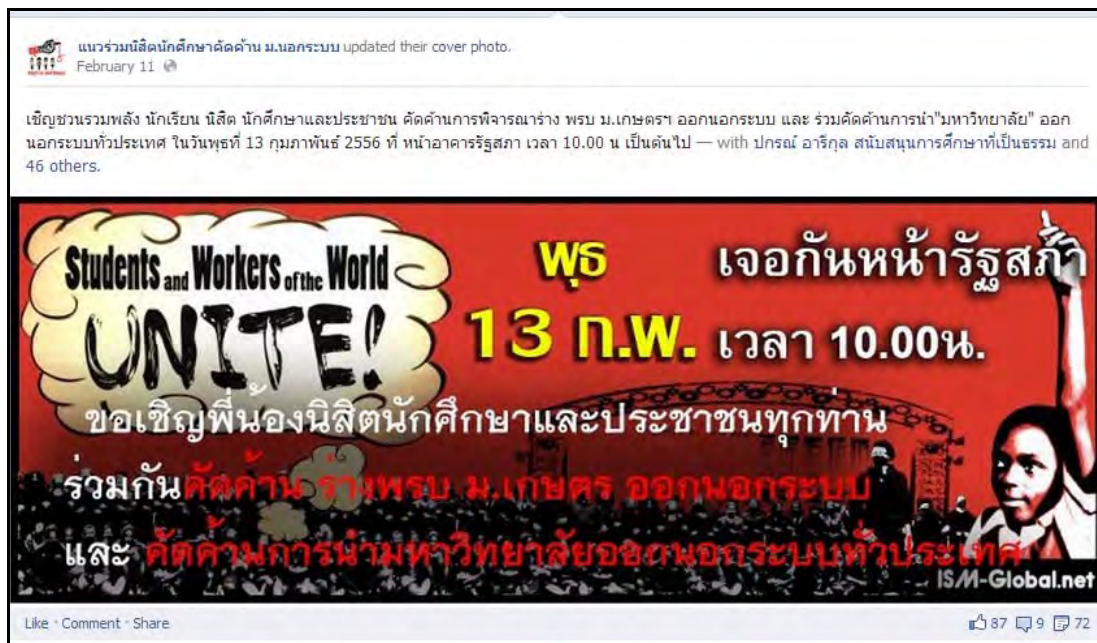 แนวร่วมนิสิตนักศึกษาคัดค้าน ม.นอกระบบ updated their cover photo.
February 11
เชิญชวนรวมพลัง นักเรียน นิสิต นักศึกษาและประชาชน คัดค้านการพิจารณาร่าง พรบ ม.เกษตรฯ ออกนอกระบบ และ ร่วมคัดค้านการนำ"มหาวิทยาลัย" ออก
นอกระบบทั่วประเทศ ในวันพุธที่ 13 กุมภาพันธ์ 2556 ที่ หน้าอาคารรัฐสภา เวลา 10.00 น เป็นต้นไป — with ปกรณ์ อารีกุล สนับสนุนการศึกษาที่เป็นธรรม and
46 others.
Students and Workers of the World
UNITE!
พุธ
13 ก.พ.
เจอกันหน้ารัฐสภา
เวลา 10.00น.
ขอเชิญพี่น้องนิสิตนักศึกษาและประชาชนทุกท่าน
ร่วมกันคัดค้าน ร่างพรบ ม.เกษตร ออกนอกระบบ
และ คัดค้านการนำมหาวิทยาลัยออกนอกระบบทั่วประเทศ
ISM-Global.net
Like · Comment · Share
87 9 72